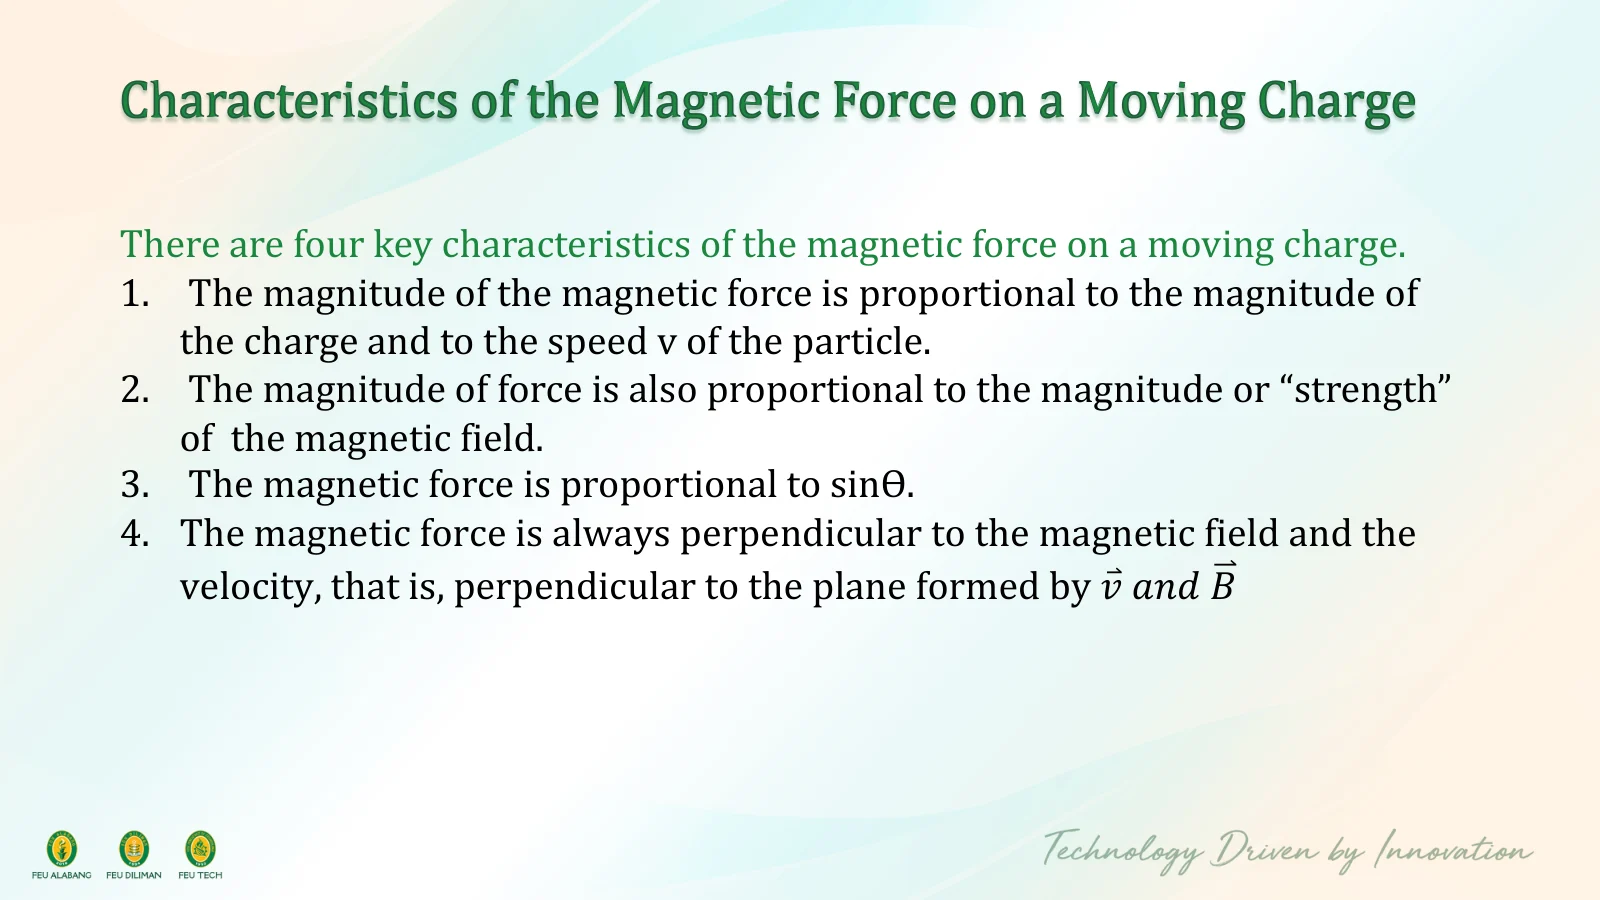 Characteristics of the Magnetic Force on a Moving Charge
There are four key characteristics of the magnetic force on a moving charge.
1. The magnitude of the magnetic force is proportional to the magnitude of
the charge and to the speed v of the particle.
2. The magnitude of force is also proportional to the magnitude or “strength”
of the magnetic field.
3. The magnetic force is proportional to sinΘ.
4. The magnetic force is always perpendicular to the magnetic field and the
velocity, that is, perpendicular to the plane formed by v⃗ and B⃗
FEU ALABANG FEU DILIMAN FEU TECH
Technology Driven by Innovation